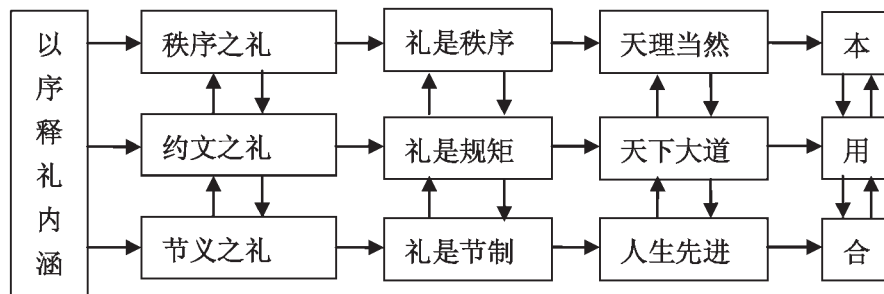 以序释礼内涵
秩序之礼 礼是秩序 天理当然 本
约文之礼 礼是规矩 天下大道 用
节义之礼 礼是节制 人生先进 合